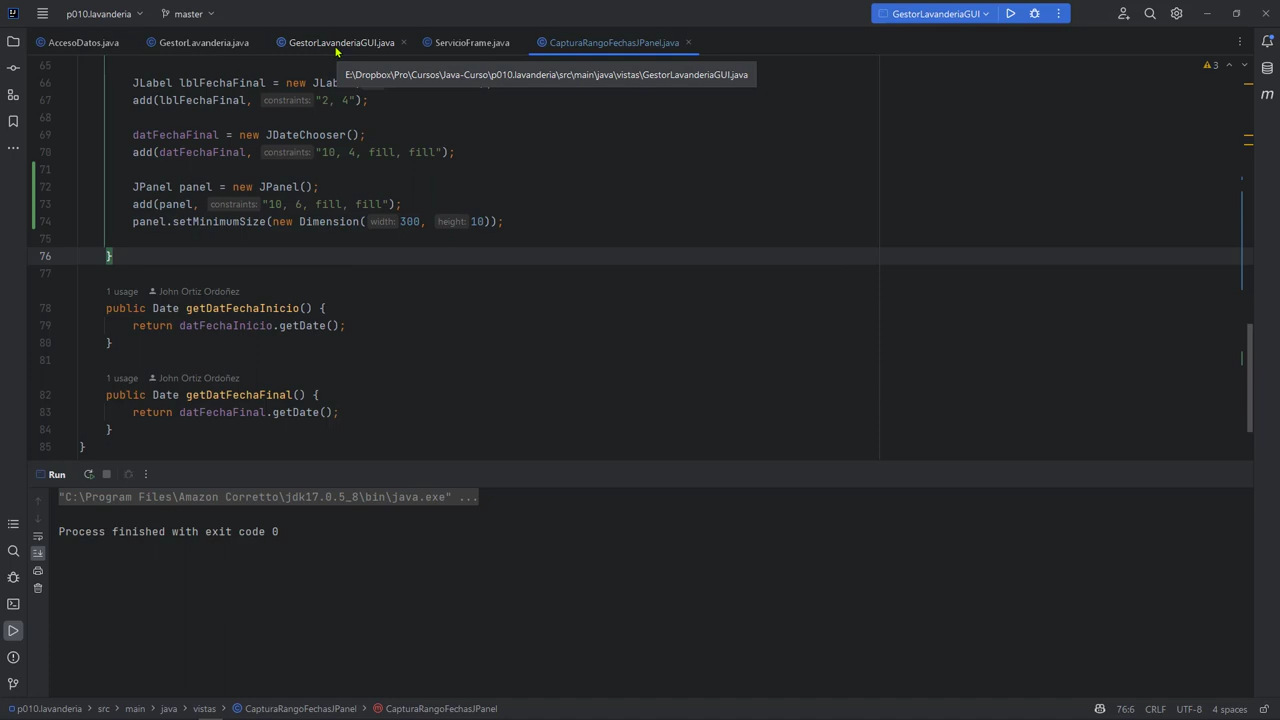 p010.lavanderia
master
GestorLavanderiaGUI
AccesoDatos.java
GestorLavanderia.java
GestorLavanderiaGUI.java
ServicioFrame.java
CapturaRangoFechasJPanel.java
E:\Dropbox\Pro\Cursos\Java-Curso\p010.lavanderia\src\main\java\vistas\GestorLavanderiaGUI.java
3
65
66 JLabel lblFechaFinal = new JLabel
67 add(lblFechaFinal, constraints: "2, 4");
68
69 datFechaFinal = new JDateChooser();
70 add(datFechaFinal, constraints: "10, 4, fill, fill");
71
72 JPanel panel = new JPanel();
73 add(panel, constraints: "10, 6, fill, fill");
74 panel.setMinimumSize(new Dimension( width: 300, height: 10));
75
76 }
77
1 usage John Ortiz Ordoñez
78 public Date getDatFechaInicio() {
79 return datFechaInicio.getDate();
80 }
81
1 usage John Ortiz Ordoñez
82 public Date getDatFechaFinal() {
83 return datFechaFinal.getDate();
84 }
85 }
Run
"C:\Program Files\Amazon Corretto\jdk17.0.5_8\bin\java.exe" ...
Process finished with exit code 0
p010.lavanderia > src > main > java > vistas > CapturaRangoFechasJPanel > CapturaRangoFechasJPanel
76:6 CRLF UTF-8 4 spaces